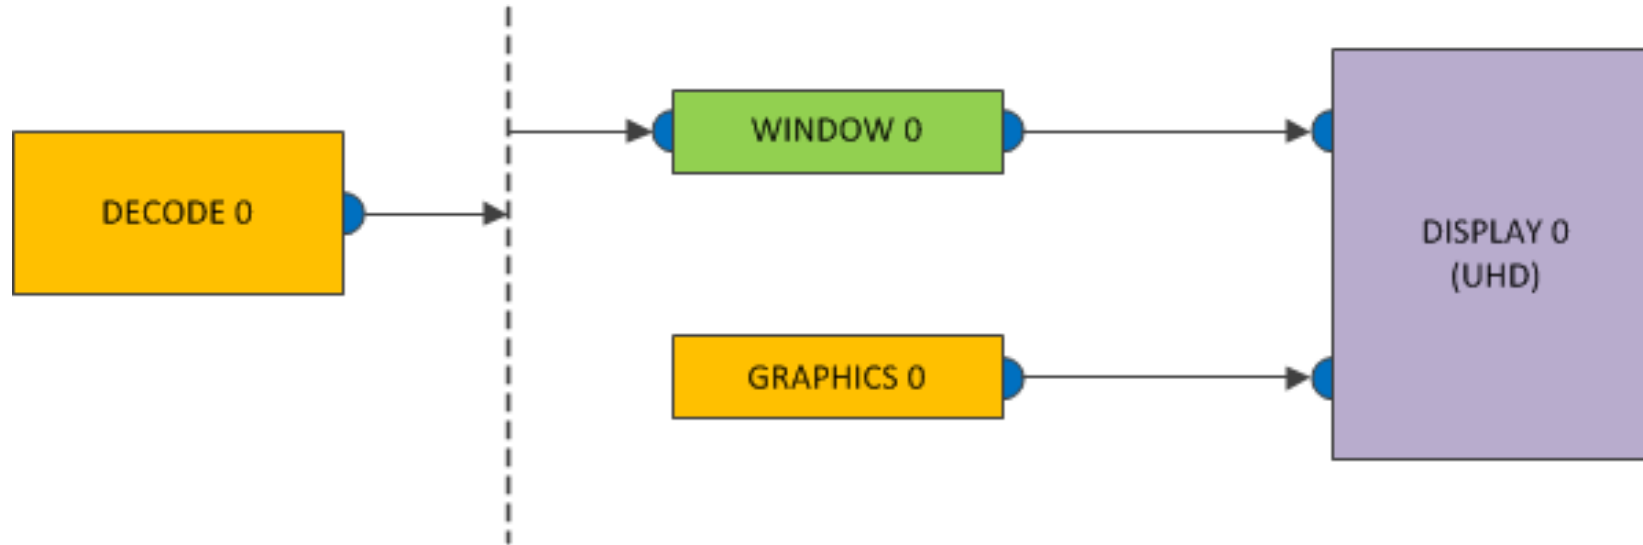 DECODE 0
WINDOW 0
GRAPHICS 0
DISPLAY 0
(UHD)